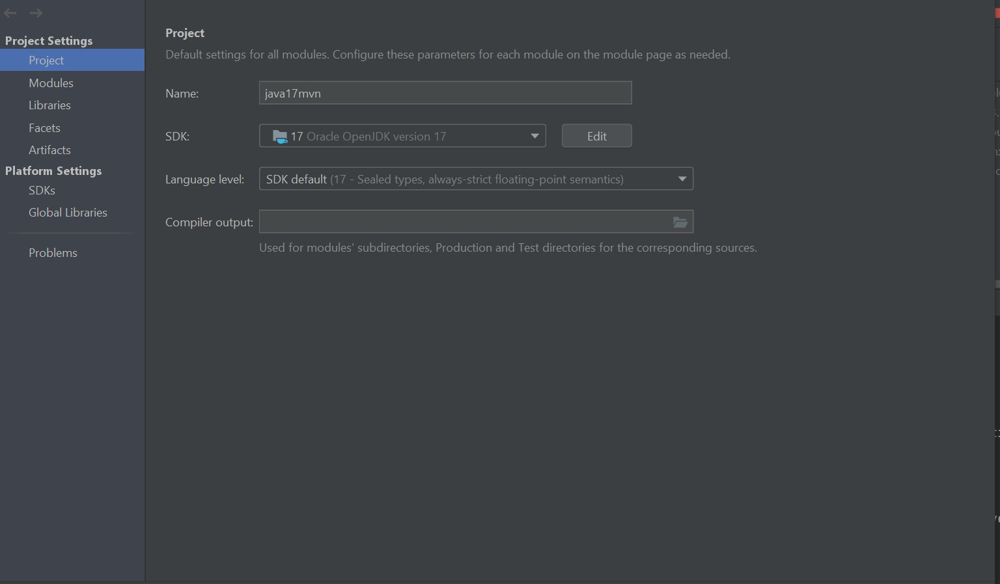 Project Settings
Project
Modules
Libraries
Facets
Artifacts
Platform Settings
SDKs
Global Libraries
Problems
Project
Default settings for all modules. Configure these parameters for each module on the module page as needed.
Name: java17mvn
SDK: 17 Oracle OpenJDK version 17 Edit
Language level: SDK default (17 - Sealed types, always-strict floating-point semantics)
Compiler output:
Used for modules' subdirectories, Production and Test directories for the corresponding sources.